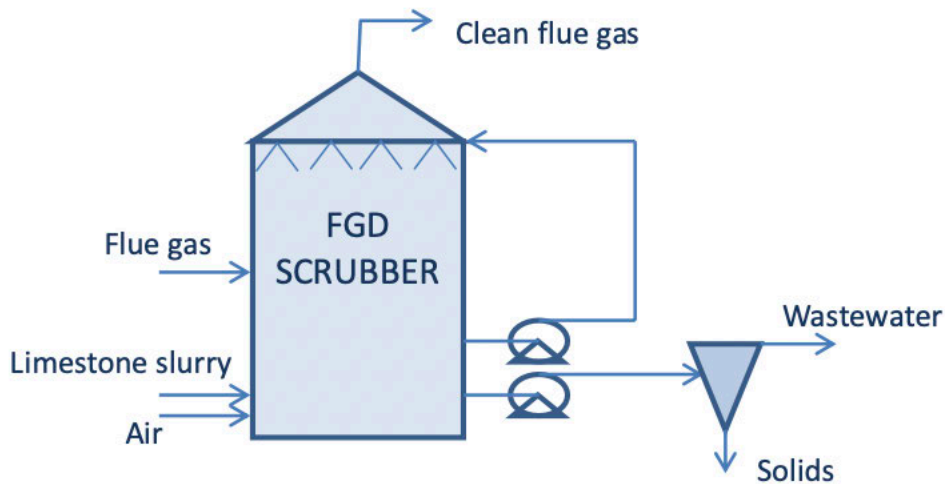 Clean flue gas
FGD
SCRUBBER
Flue gas
Wastewater
Limestone slurry
Air
Solids